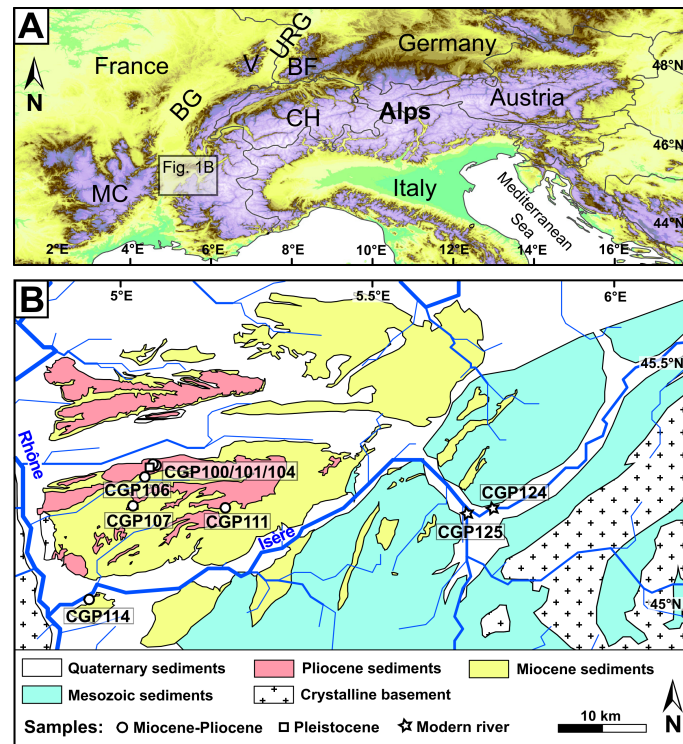 A
URG
Germany
France
V
BF
48°N
N
BG
CH
Alps
Austria
Fig. 1B
46°N
MC
Italy
Mediterranean
Sea
44°N
2°E 4°E 6°E 8°E 10°E 12°E 14°E 16°E
B
5°E 5.5°E 6°E
45.5°N
Rhône
CGP100/101/104
CGP106
CGP124
CGP107
CGP111
CGP125
Isère
45°N
CGP114
Quaternary sediments Pliocene sediments Miocene sediments
Mesozoic sediments Crystalline basement
N
Samples: Miocene-Pliocene Pleistocene Modern river
10 km